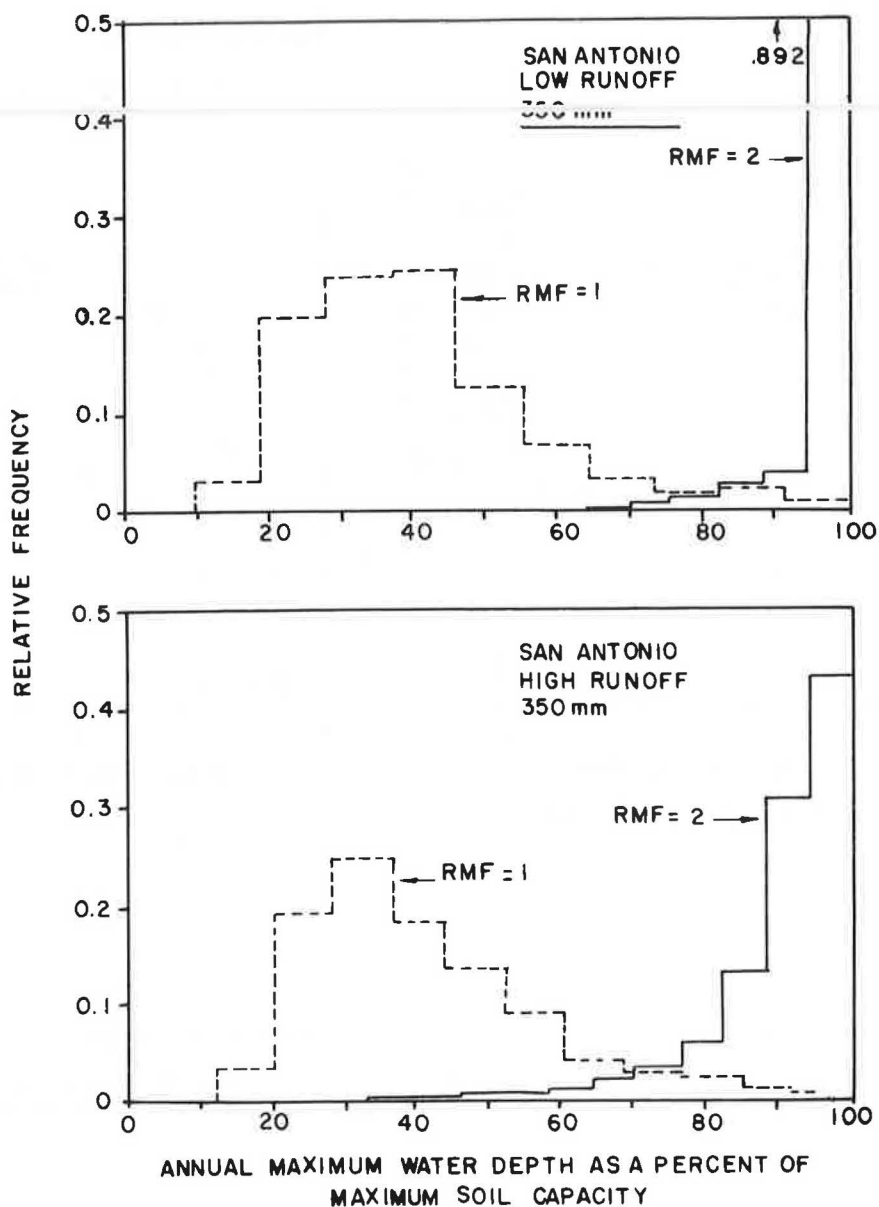 0.5
SAN ANTONIO
LOW RUNOFF
.892
0.4
350 mm
RMF = 2
0.3
RMF = 1
0.2
0.1
0
0 20 40 60 80 100
RELATIVE FREQUENCY
0.5
SAN ANTONIO
HIGH RUNOFF
350 mm
0.4
0.3
RMF = 2
RMF = 1
0.2
0.1
0
0 20 40 60 80 100
ANNUAL MAXIMUM WATER DEPTH AS A PERCENT OF
MAXIMUM SOIL CAPACITY